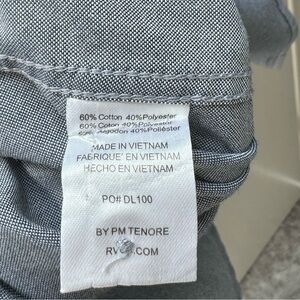 60% Cotton 40%Polyester
60% Coton 40%Polyester
60% Algodon 40%Poliéster
MADE IN VIETNAM
FABRIQUE' EN VIETNAM
HECHO EN VIETNAM
PO# DL100
BY PM TENORE
.COM